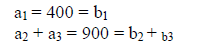 a₁ = 400 = b₁
a₂ + a₃ = 900 = b₂ + b₃